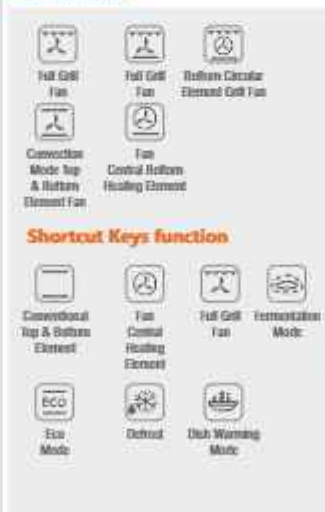 Full Grill
Fan
Full Grill
Fan
Bottom Circular
Element Grill Fan
Convection
Mode Top
& Bottom
Element Fan
Fan
Central Bottom
Heating Element
Shortcut Keys function
Conventional
Top & Bottom
Element
Fan
Central
Heating
Element
Full Grill
Fan
Fermentation
Mode
ECO
Eco
Mode
Defrost
Dish Warming
Mode